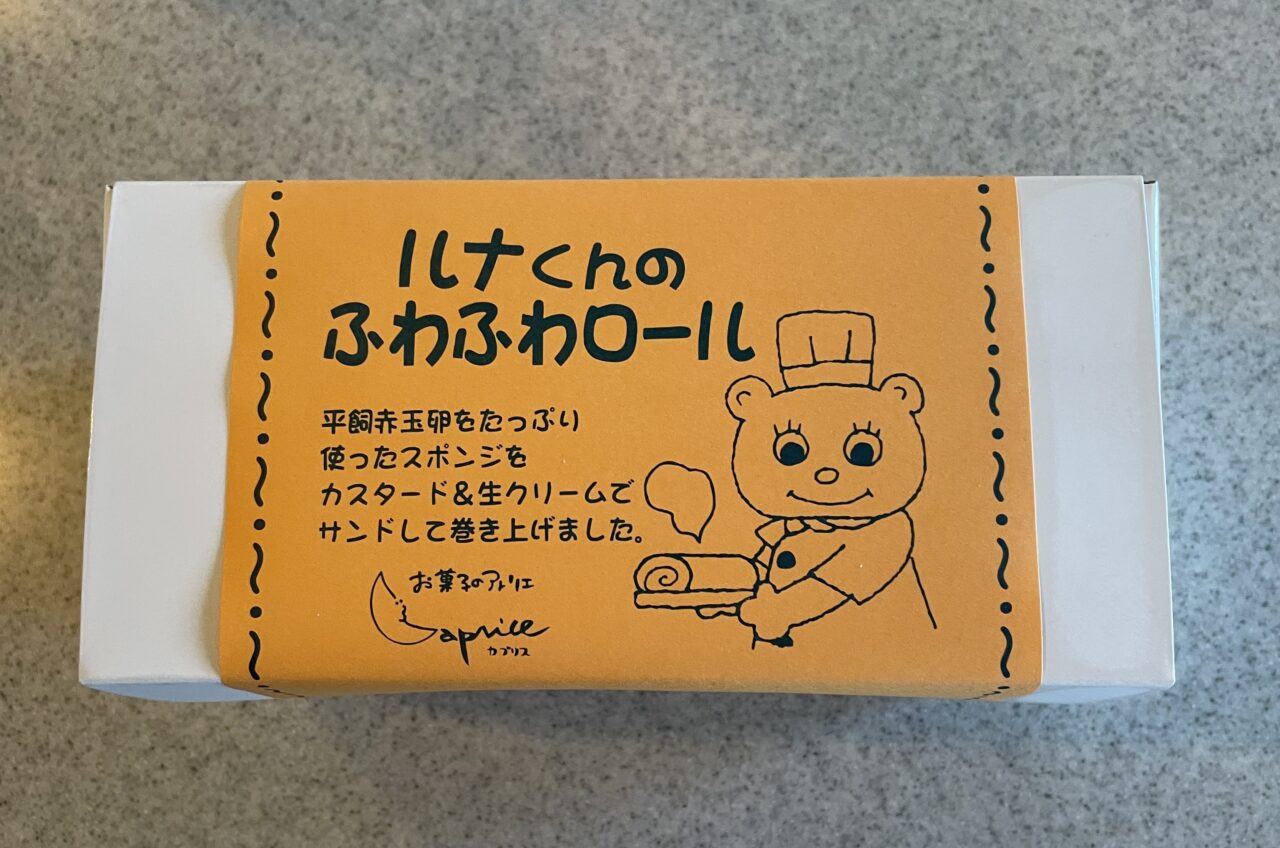 ルナくんの
ふわふわロール
平飼赤玉卵をたっぷり
使ったスポンジを
カスタード&生クリームで
サンドして巻き上げました。
お菓子のアトリエ
Caprice
カプリス